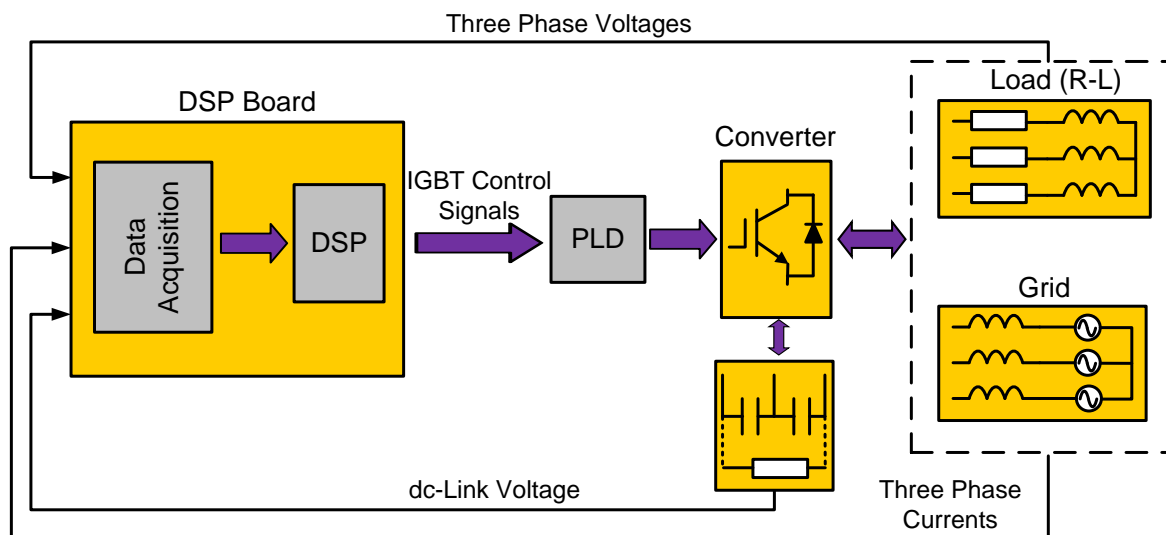 Three Phase Voltages
DSP Board
Data
Acquisition
DSP
IGBT Control
Signals
PLD
Converter
Load (R-L)
Grid
dc-Link Voltage
Three Phase
Currents